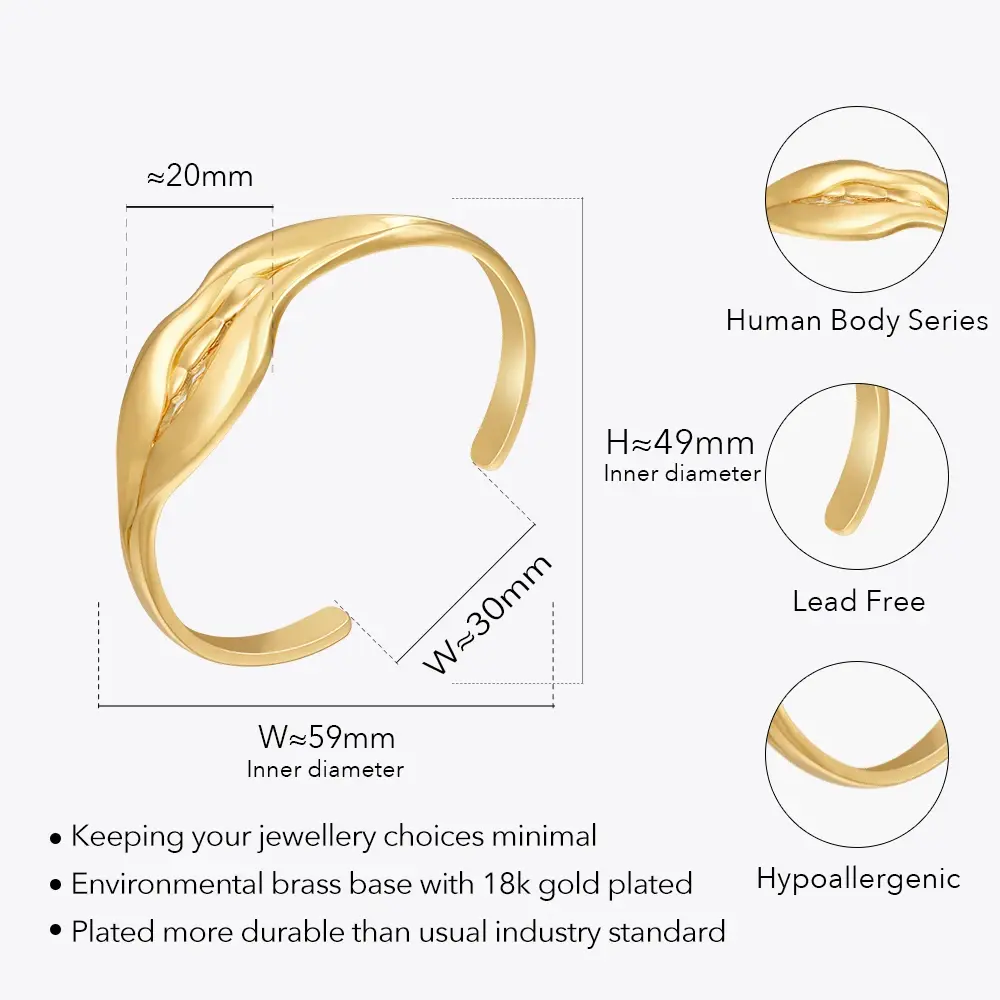 ≈20mm
Human Body Series
H≈49mm
Inner diameter
Lead Free
W≈30mm
W≈59mm
Inner diameter
Hypoallergenic
• Keeping your jewellery choices minimal
• Environmental brass base with 18k gold plated
• Plated more durable than usual industry standard